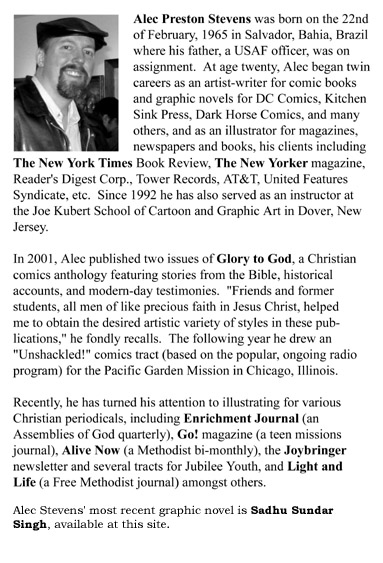 Alec Preston Stevens was born on the 22nd
of February, 1965 in Salvador, Bahia, Brazil
where his father, a USAF officer, was on
assignment.  At age twenty, Alec began twin
careers as an artist-writer for comic books
and graphic novels for DC Comics, Kitchen
Sink Press, Dark Horse Comics, and many
others, and as an illustrator for magazines,
newspapers and books, his clients including
The New York Times Book Review, The New Yorker magazine,
Reader's Digest Corp., Tower Records, AT&T, United Features
Syndicate, etc.  Since 1992 he has also served as an instructor at
the Joe Kubert School of Cartoon and Graphic Art in Dover, New
Jersey.

In 2001, Alec published two issues of Glory to God, a Christian
comics anthology featuring stories from the Bible, historical
accounts, and modern-day testimonies.  "Friends and former
students, all men of like precious faith in Jesus Christ, helped
me to obtain the desired artistic variety of styles in these pub-
lications," he fondly recalls.  The following year he drew an
"Unshackled!" comics tract (based on the popular, ongoing radio
program) for the Pacific Garden Mission in Chicago, Illinois.

Recently, he has turned his attention to illustrating for various
Christian periodicals, including Enrichment Journal (an
Assemblies of God quarterly), Go! magazine (a teen missions
journal), Alive Now (a Methodist bi-monthly), the Joybringer
newsletter and several tracts for Jubilee Youth, and Light and
Life (a Free Methodist journal) amongst others.

Alec Stevens' most recent graphic novel is Sadhu Sundar
Singh, available at this site.